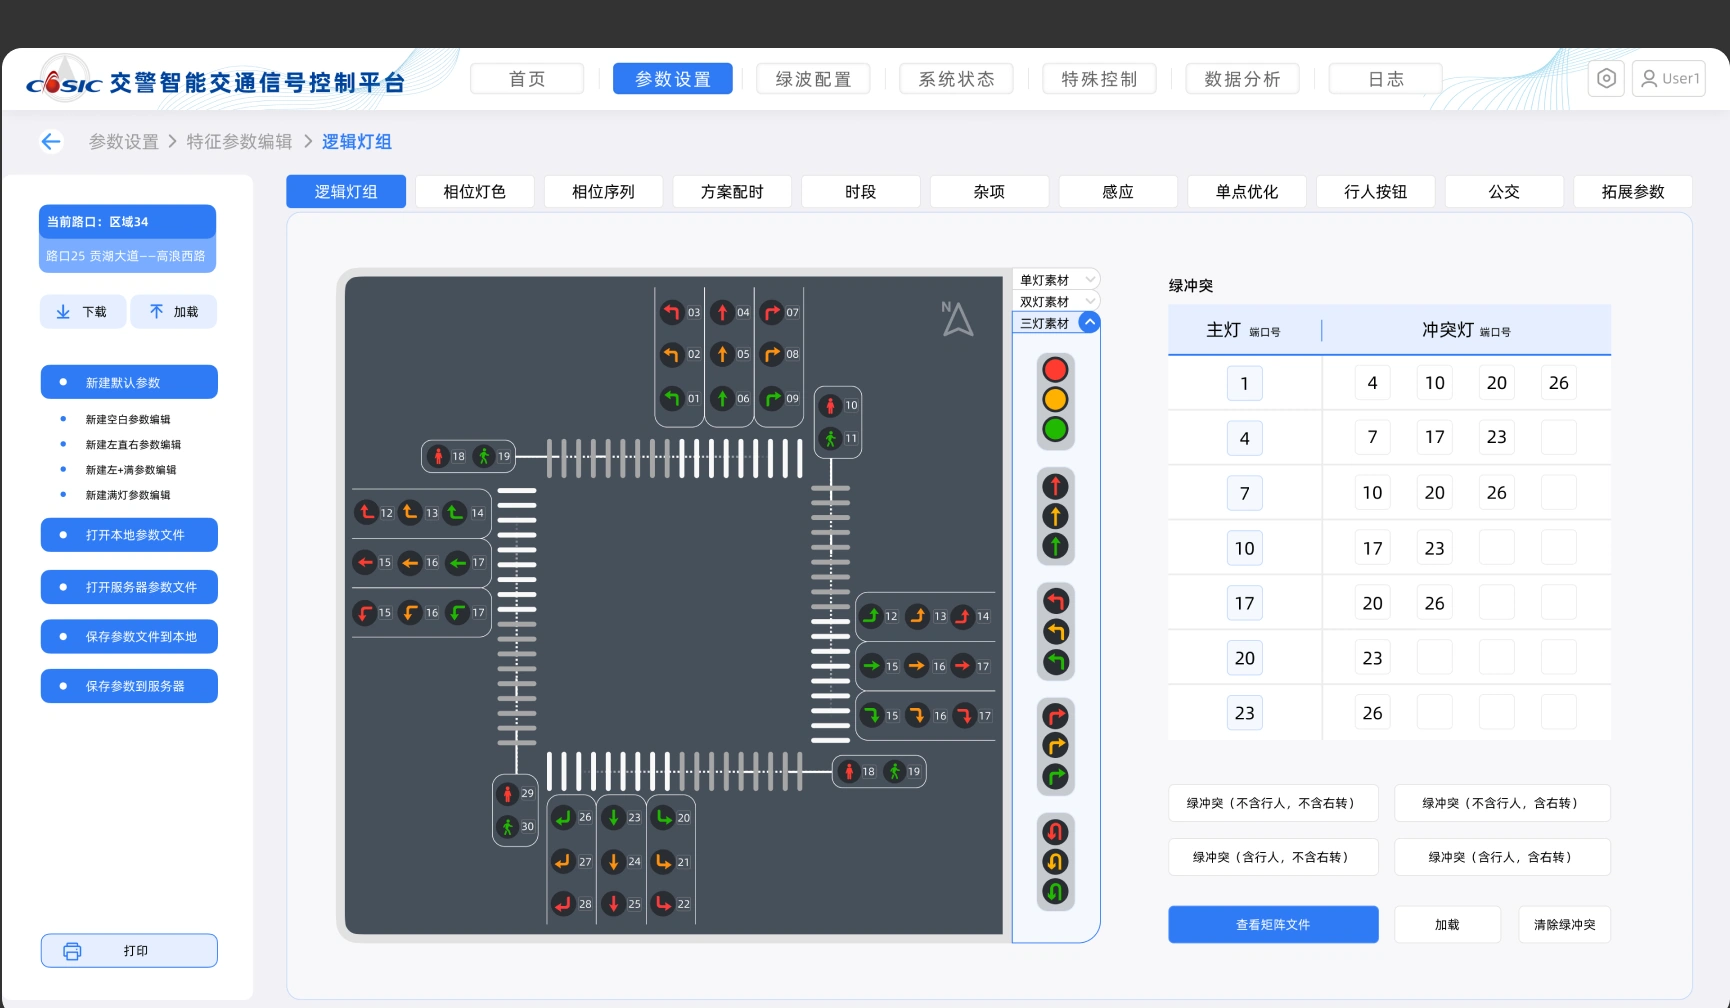 CASIC 交警智能交通信号控制平台
首页
参数设置
绿波配置
系统状态
特殊控制
数据分析
日志
User1
参数设置 > 特征参数编辑 > 逻辑灯组
当前路口：区域34
路口25 贡湖大道——高浪西路
下载
加载
新建默认参数
新建空白参数编辑
新建左直右参数编辑
新建左+满参数编辑
新建满灯参数编辑
打开本地参数文件
打开服务器参数文件
保存参数文件到本地
保存参数到服务器
打印
逻辑灯组
相位灯色
相位序列
方案配时
时段
杂项
感应
单点优化
行人按钮
公交
拓展参数
N
03 04 07
02 05 08
01 06 09
10
11
18 19
12 13 14
15 16 17
15 16 17
12 13 14
15 16 17
15 16 17
18 19
29
30
26 23 20
27 24 21
28 25 22
单灯素材
双灯素材
三灯素材
绿冲突
主灯 端口号 冲突灯 端口号
1 4 10 20 26
4 7 17 23
7 10 20 26
10 17 23
17 20 26
20 23
23 26
绿冲突（不含行人，不含右转）
绿冲突（不含行人，含右转）
绿冲突（含行人，不含右转）
绿冲突（含行人，含右转）
查看矩阵文件
加载
清除绿冲突